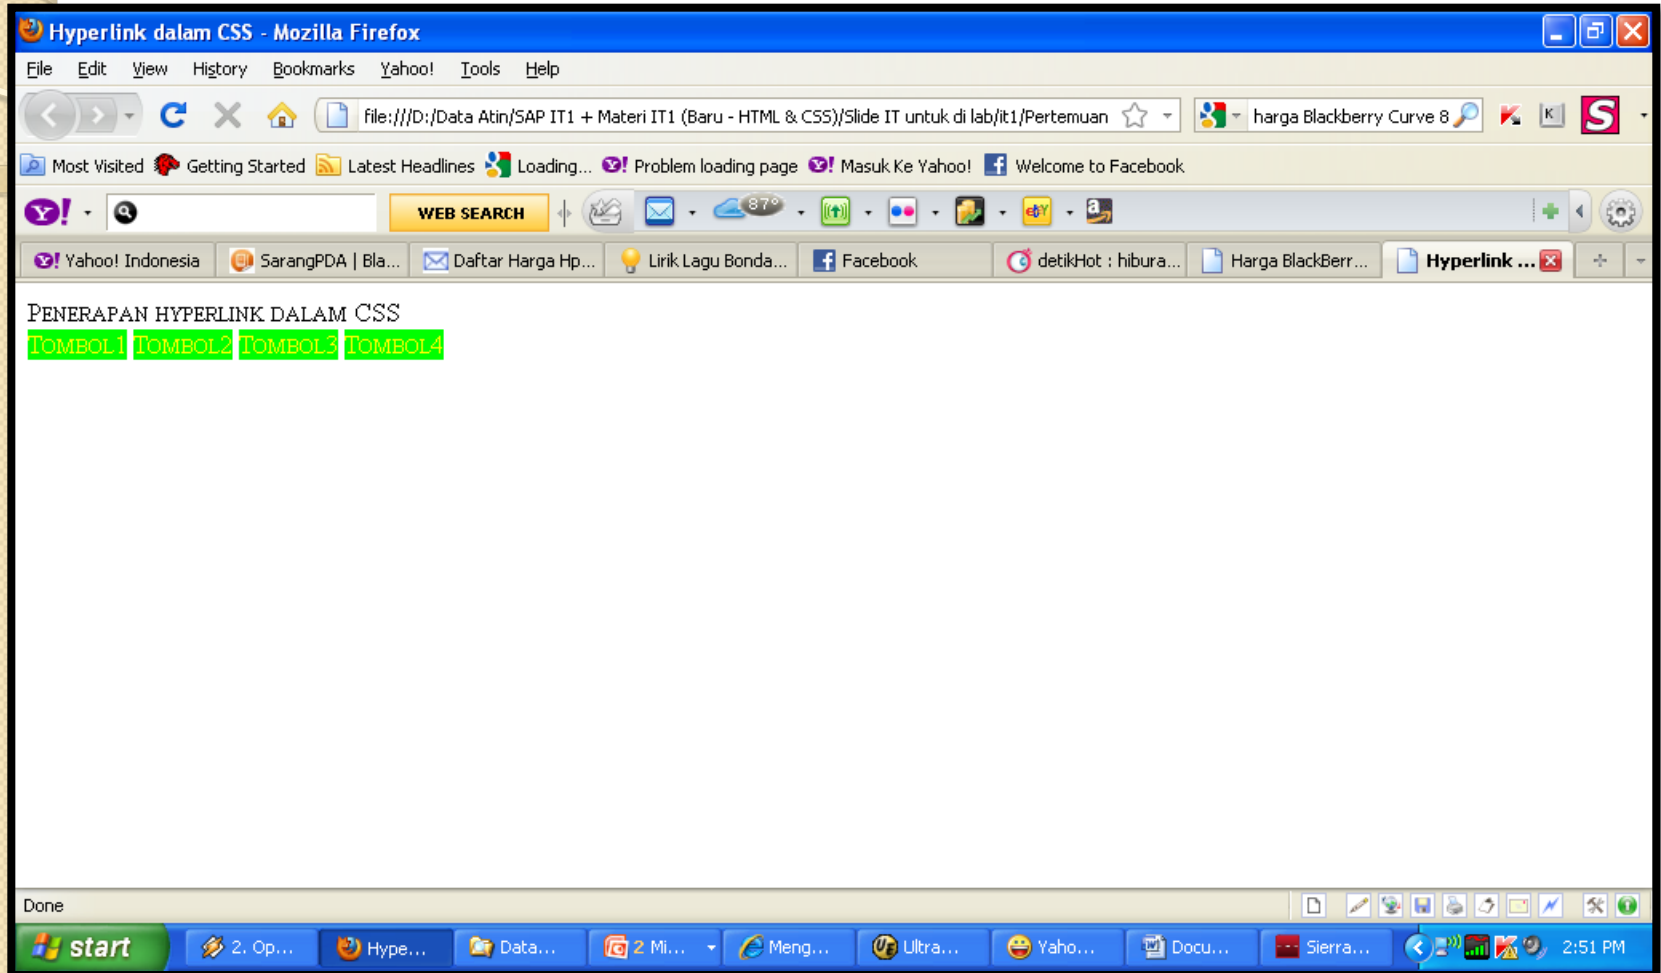 Hyperlink dalam CSS - Mozilla Firefox
File Edit View History Bookmarks Yahoo! Tools Help
file:///D:/Data Atin/SAP IT1 + Materi IT1 (Baru - HTML & CSS)/Slide IT untuk di lab/it1/Pertemuan harga Blackberry Curve 8 K S
Most Visited Getting Started Latest Headlines Loading... Problem loading page Masuk Ke Yahoo! Welcome to Facebook
Y! WEB SEARCH 87° ebY a
Yahoo! Indonesia SarangPDA | Bla... Daftar Harga Hp... Lirik Lagu Bonda... Facebook detikHot : hibura... Harga BlackBerr... Hyperlink ...
Penerapan hyperlink dalam CSS
Tombol1 Tombol2 Tombol3 Tombol4
Done
start 2. Op... Hype... Data... 2 Mi... Meng... Ultra... Yaho... Docu... Sierra... 2:51 PM